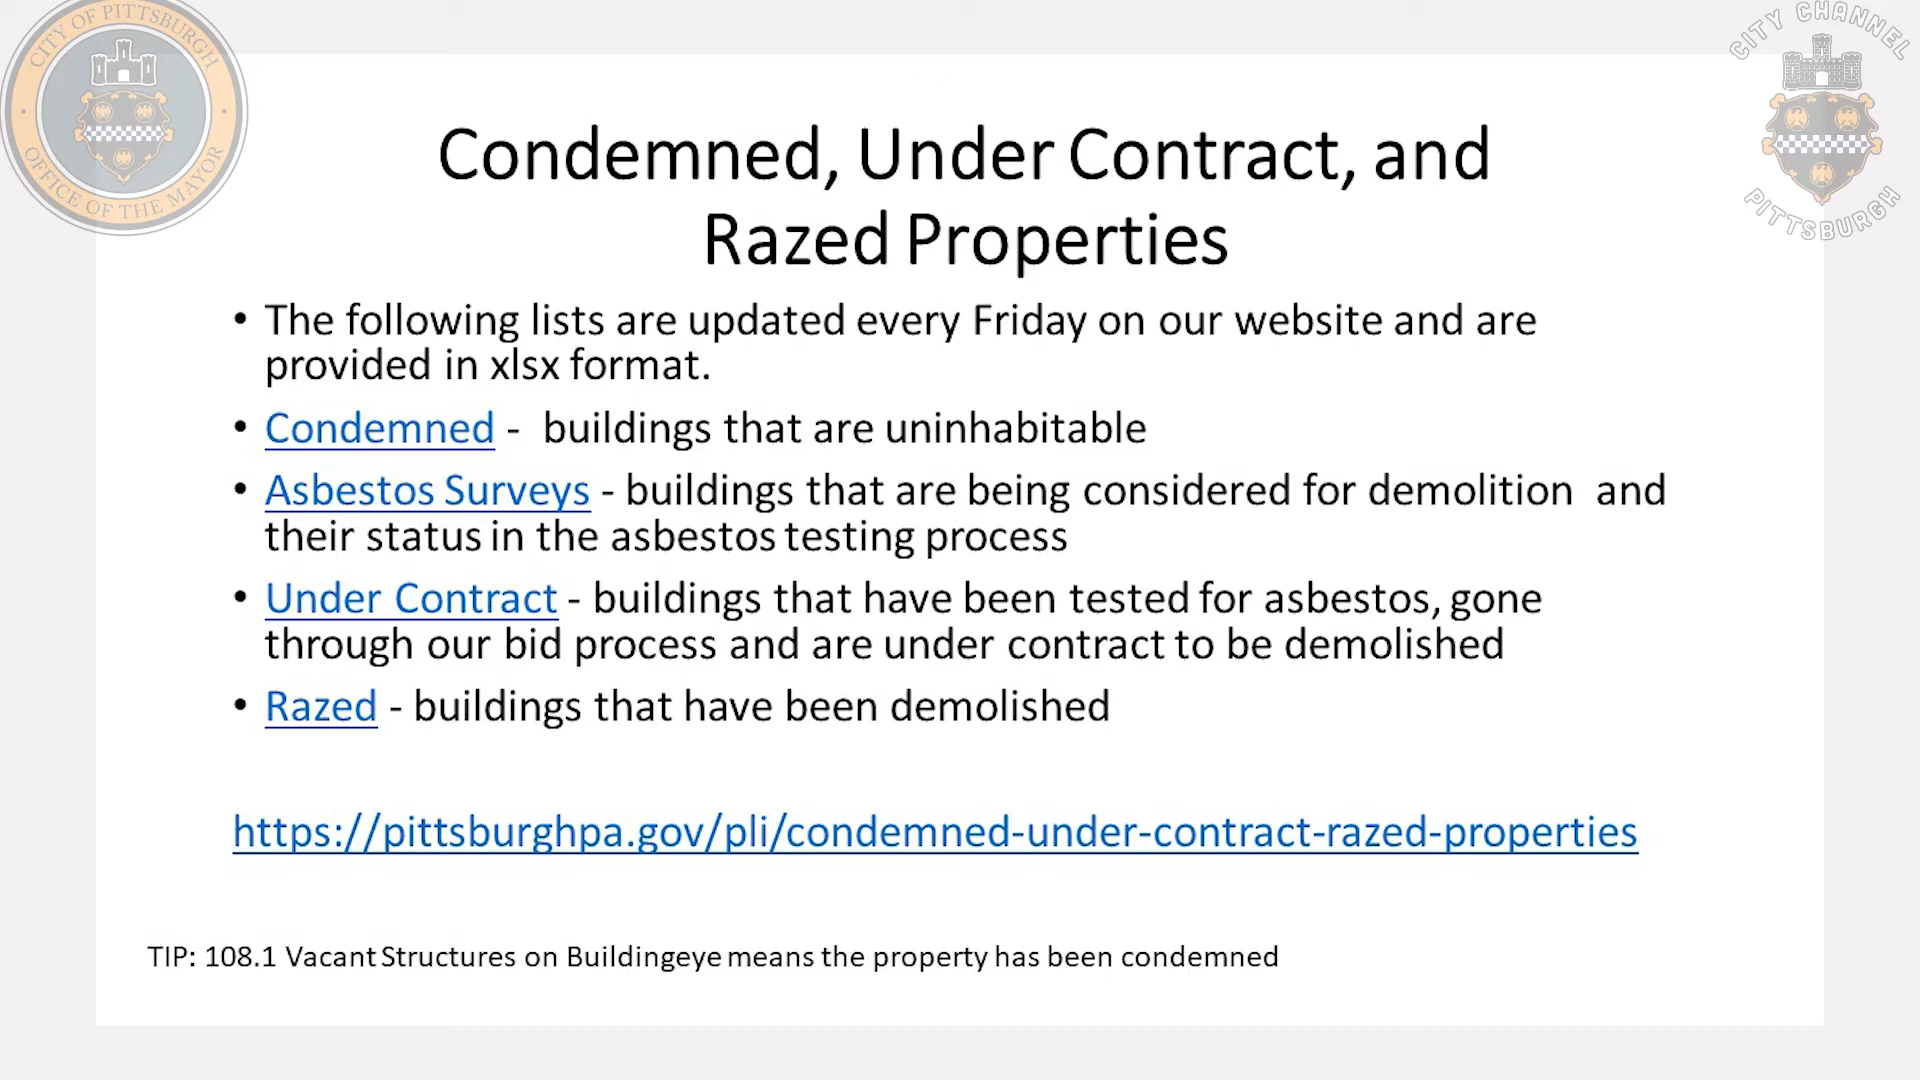 CITY OF PITTSBURGH
OFFICE OF THE MAYOR
CITY CHANNEL
PITTSBURGH
Condemned, Under Contract, and
Razed Properties
• The following lists are updated every Friday on our website and are
provided in xlsx format.
• Condemned - buildings that are uninhabitable
• Asbestos Surveys - buildings that are being considered for demolition and
their status in the asbestos testing process
• Under Contract - buildings that have been tested for asbestos, gone
through our bid process and are under contract to be demolished
• Razed - buildings that have been demolished
https://pittsburghpa.gov/pli/condemned-under-contract-razed-properties
TIP: 108.1 Vacant Structures on Buildingeye means the property has been condemned